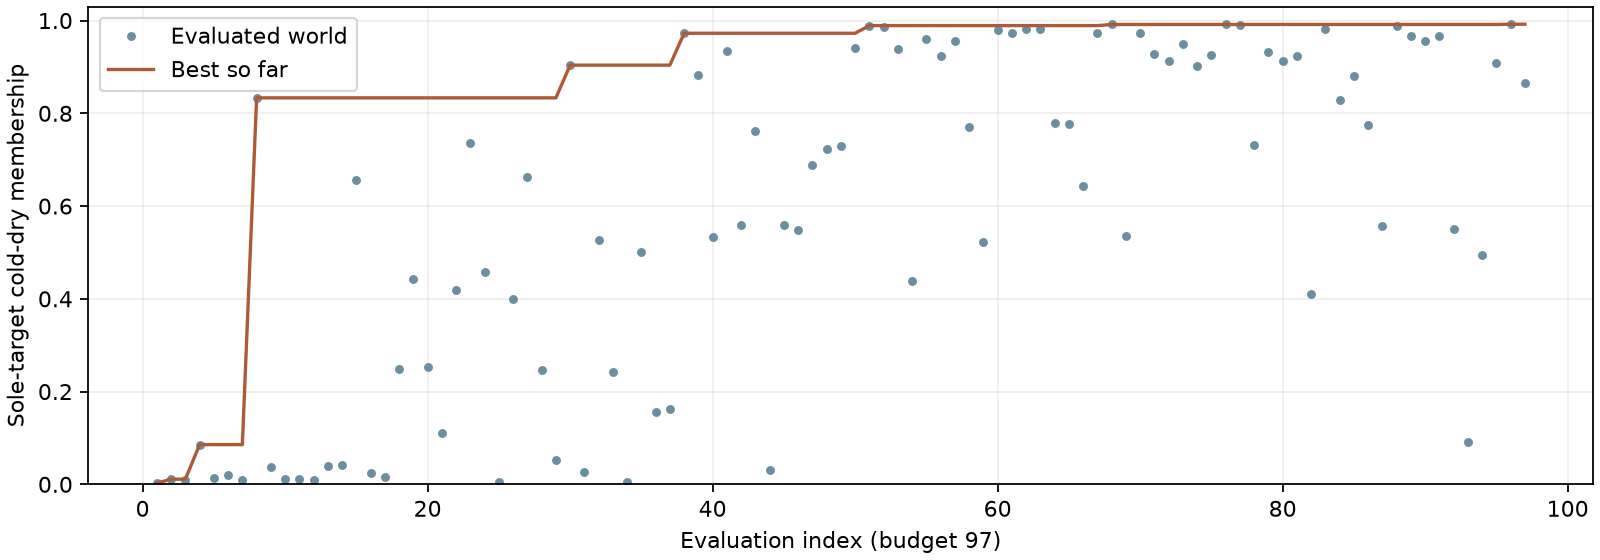 1.0
0.8
0.6
0.4
0.2
0.0
Sole-target cold-dry membership
Evaluated world
Best so far
0 20 40 60 80 100
Evaluation index (budget 97)